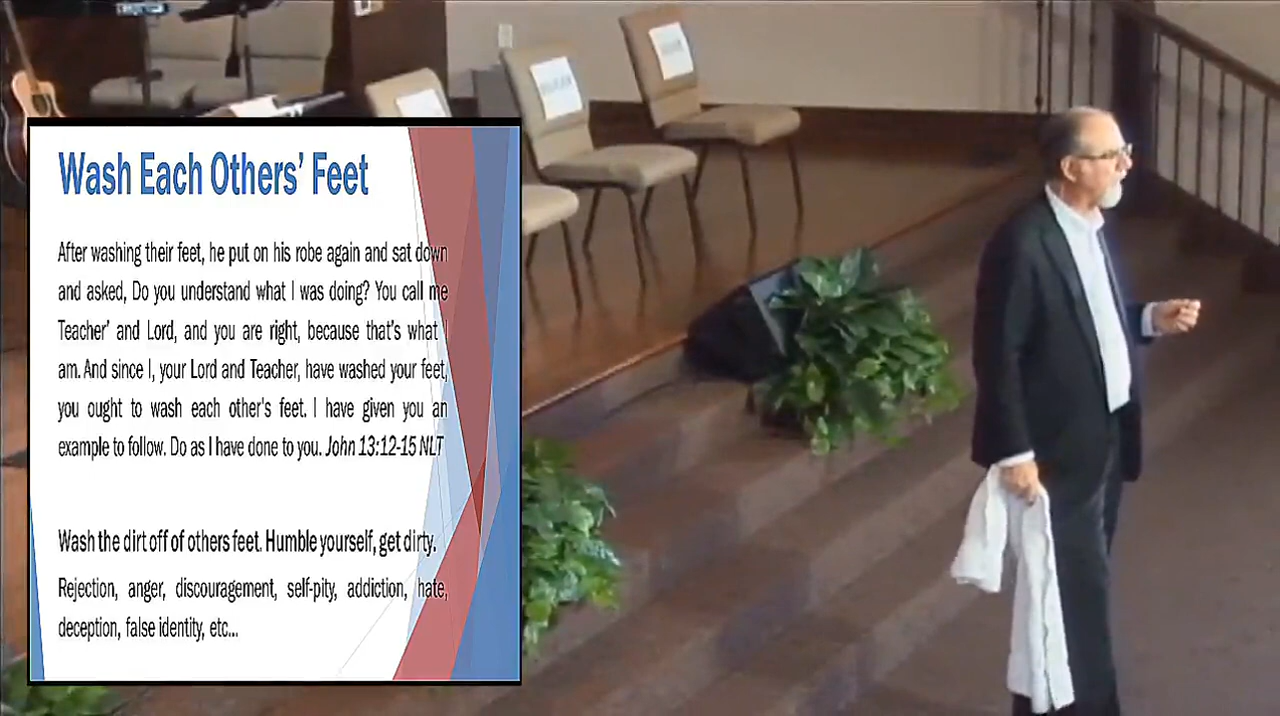 Wash Each Others’ Feet
After washing their feet, he put on his robe again and sat down
and asked, Do you understand what I was doing? You call me
Teacher’ and Lord, and you are right, because that’s what I
am. And since I, your Lord and Teacher, have washed your feet,
you ought to wash each other's feet. I have given you an
example to follow. Do as I have done to you. John 13:12-15 NLT
Wash the dirt off of others feet. Humble yourself, get dirty.
Rejection, anger, discouragement, self-pity, addiction, hate,
deception, false identity, etc...